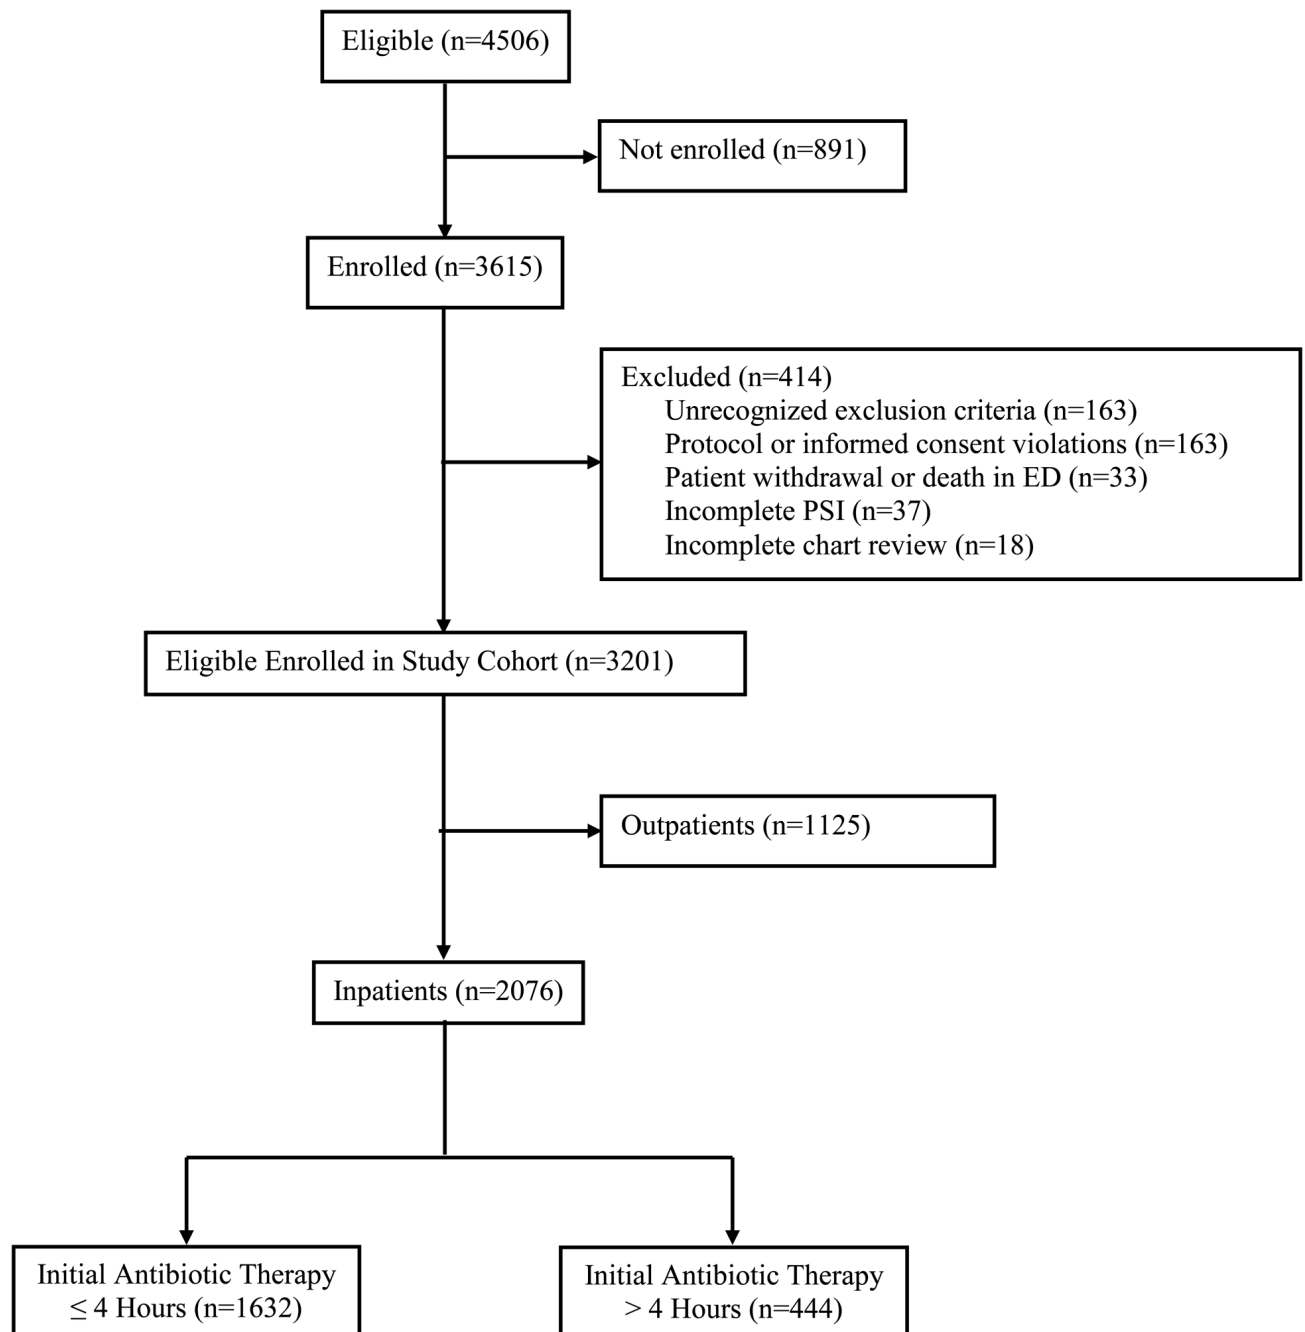 Eligible (n=4506)
Not enrolled (n=891)
Enrolled (n=3615)
Excluded (n=414)
Unrecognized exclusion criteria (n=163)
Protocol or informed consent violations (n=163)
Patient withdrawal or death in ED (n=33)
Incomplete PSI (n=37)
Incomplete chart review (n=18)
Eligible Enrolled in Study Cohort (n=3201)
Outpatients (n=1125)
Inpatients (n=2076)
Initial Antibiotic Therapy
≤ 4 Hours (n=1632)
Initial Antibiotic Therapy
> 4 Hours (n=444)